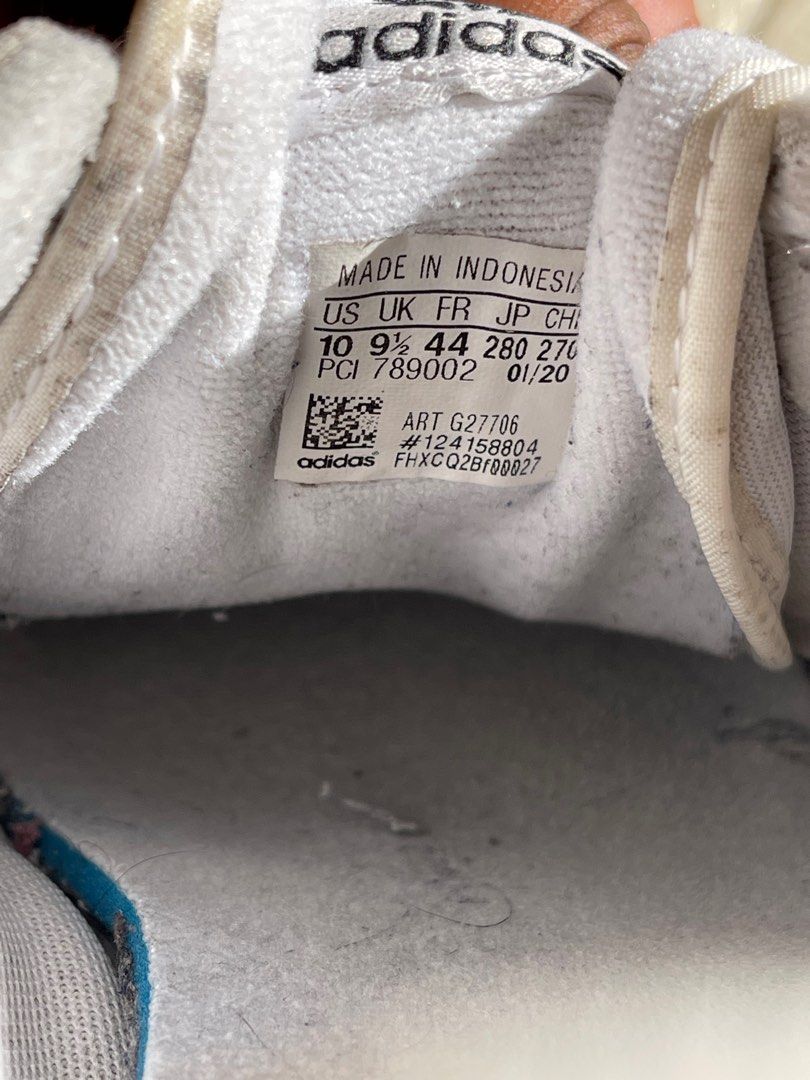 adidas
MADE IN INDONESIA
US UK FR JP CHN
10 9½ 44 280 270
PCI 789002 01/20
ART G27706
#124158804
adidas FHXCQ2Bf00027